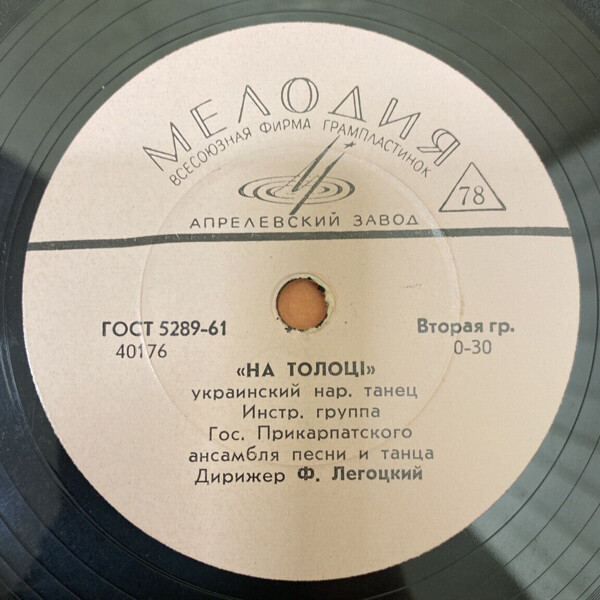 МЕЛОДИЯ
ВСЕСОЮЗНАЯ ФИРМА ГРАМПЛАСТИНОК
78
АПРЕЛЕВСКИЙ ЗАВОД
ГОСТ 5289-61
Вторая гр.
40176
0-30
«НА ТОЛОЦІ»
украинский нар. танец
Инстр. группа
Гос. Прикарпатского
ансамбля песни и танца
Дирижер Ф. Легоцкий